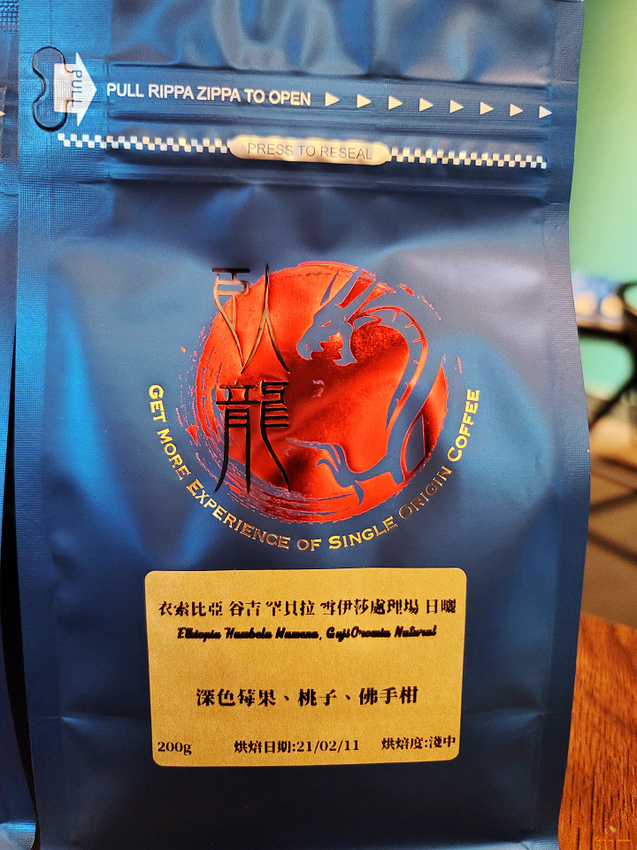 PULL
PULL RIPPA ZIPPA TO OPEN
PRESS TO RESEAL
龍
GET MORE EXPERIENCE OF SINGLE ORIGIN COFFEE
衣索比亞 谷吉 罕貝拉 雪伊莎處理場 日曬
Ethiopia Hambela Wamena, Guji Oromia Natural
深色莓果、桃子、佛手柑
200g 烘焙日期:21/02/11 烘焙度:淺中